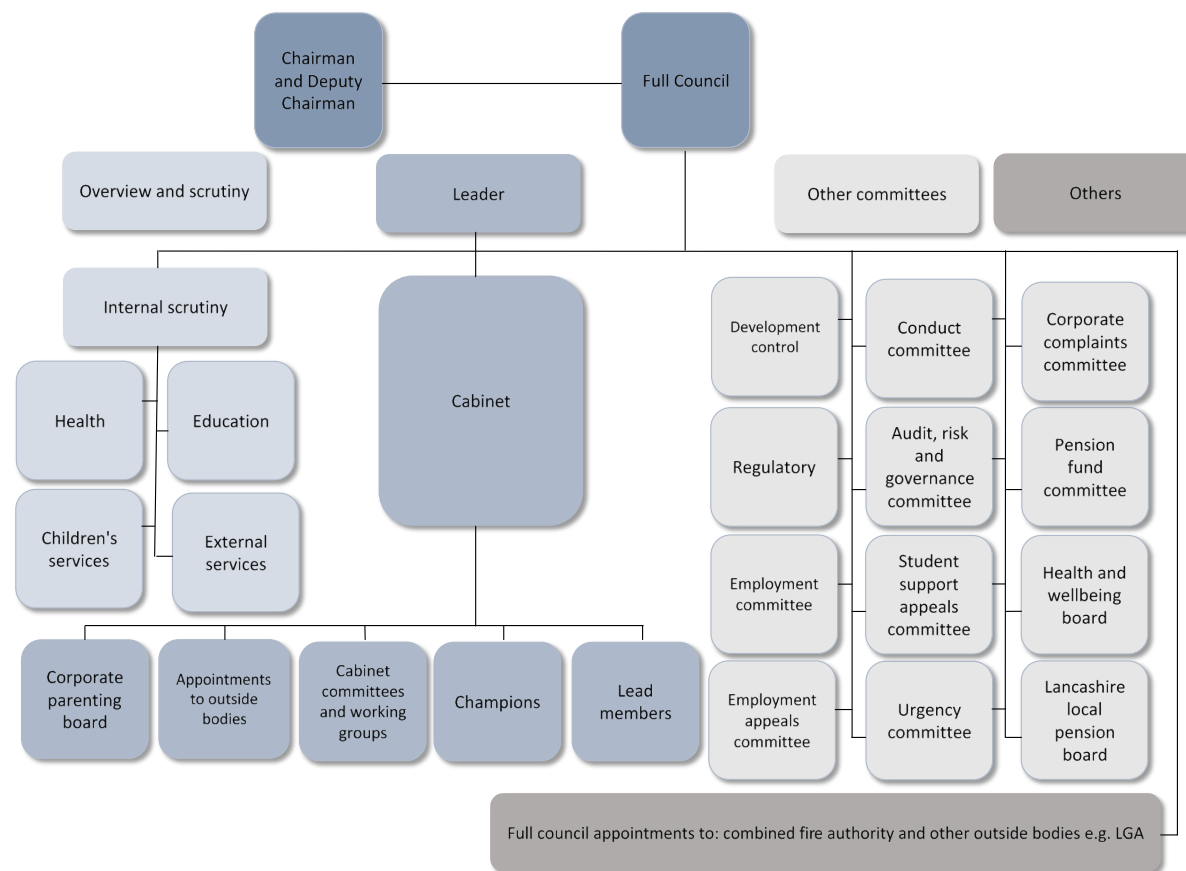 Chairman
and Deputy
Chairman
Full Council
Overview and scrutiny
Leader
Other committees
Others
Internal scrutiny
Health
Education
Children's
services
External
services
Cabinet
Corporate
parenting
board
Appointments
to outside
bodies
Cabinet
committees
and working
groups
Champions
Lead
members
Development
control
Conduct
committee
Corporate
complaints
committee
Regulatory
Audit, risk
and
governance
committee
Pension
fund
committee
Employment
committee
Student
support
appeals
committee
Health and
wellbeing
board
Employment
appeals
committee
Urgency
committee
Lancashire
local
pension
board
Full council appointments to: combined fire authority and other outside bodies e.g. LGA